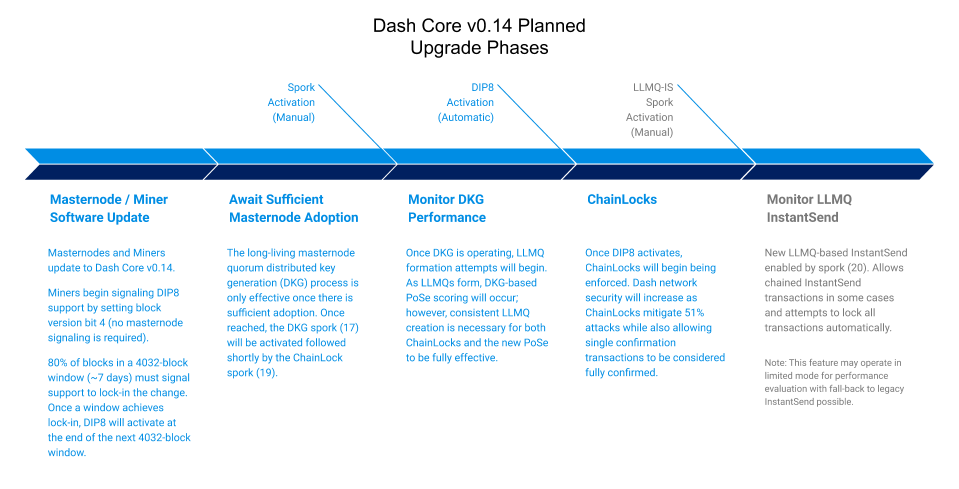 Dash Core v0.14 Planned
Upgrade Phases
Spork
Activation
(Manual)
DIP8
Activation
(Automatic)
LLMQ-IS
Spork
Activation
(Manual)
Masternode / Miner
Software Update
Masternodes and Miners
update to Dash Core v0.14.
Miners begin signaling DIP8
support by setting block
version bit 4 (no masternode
signaling is required).
80% of blocks in a 4032-block
window (~7 days) must signal
support to lock-in the change.
Once a window achieves
lock-in, DIP8 will activate at
the end of the next 4032-block
window.
Await Sufficient
Masternode Adoption
The long-living masternode
quorum distributed key
generation (DKG) process is
only effective once there is
sufficient adoption. Once
reached, the DKG spork (17)
will be activated followed
shortly by the ChainLock
spork (19).
Monitor DKG
Performance
Once DKG is operating, LLMQ
formation attempts will begin.
As LLMQs form, DKG-based
PoSe scoring will occur;
however, consistent LLMQ
creation is necessary for both
ChainLocks and the new PoSe
to be fully effective.
ChainLocks
Once DIP8 activates,
ChainLocks will begin being
enforced. Dash network
security will increase as
ChainLocks mitigate 51%
attacks while also allowing
single confirmation
transactions to be considered
fully confirmed.
Monitor LLMQ
InstantSend
New LLMQ-based InstantSend
enabled by spork (20). Allows
chained InstantSend
transactions in some cases
and attempts to lock all
transactions automatically.
Note: This feature may operate in
limited mode for performance
evaluation with fall-back to legacy
InstantSend possible.